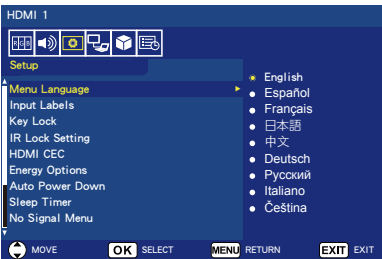 HDMI 1
RGB
Setup
Menu Language
Input Labels
Key Lock
IR Lock Setting
HDMI CEC
Energy Options
Auto Power Down
Sleep Timer
No Signal Menu
English
Español
Français
日本語
中文
Deutsch
Русский
Italiano
Čeština
MOVE OK SELECT MENU RETURN EXIT EXIT